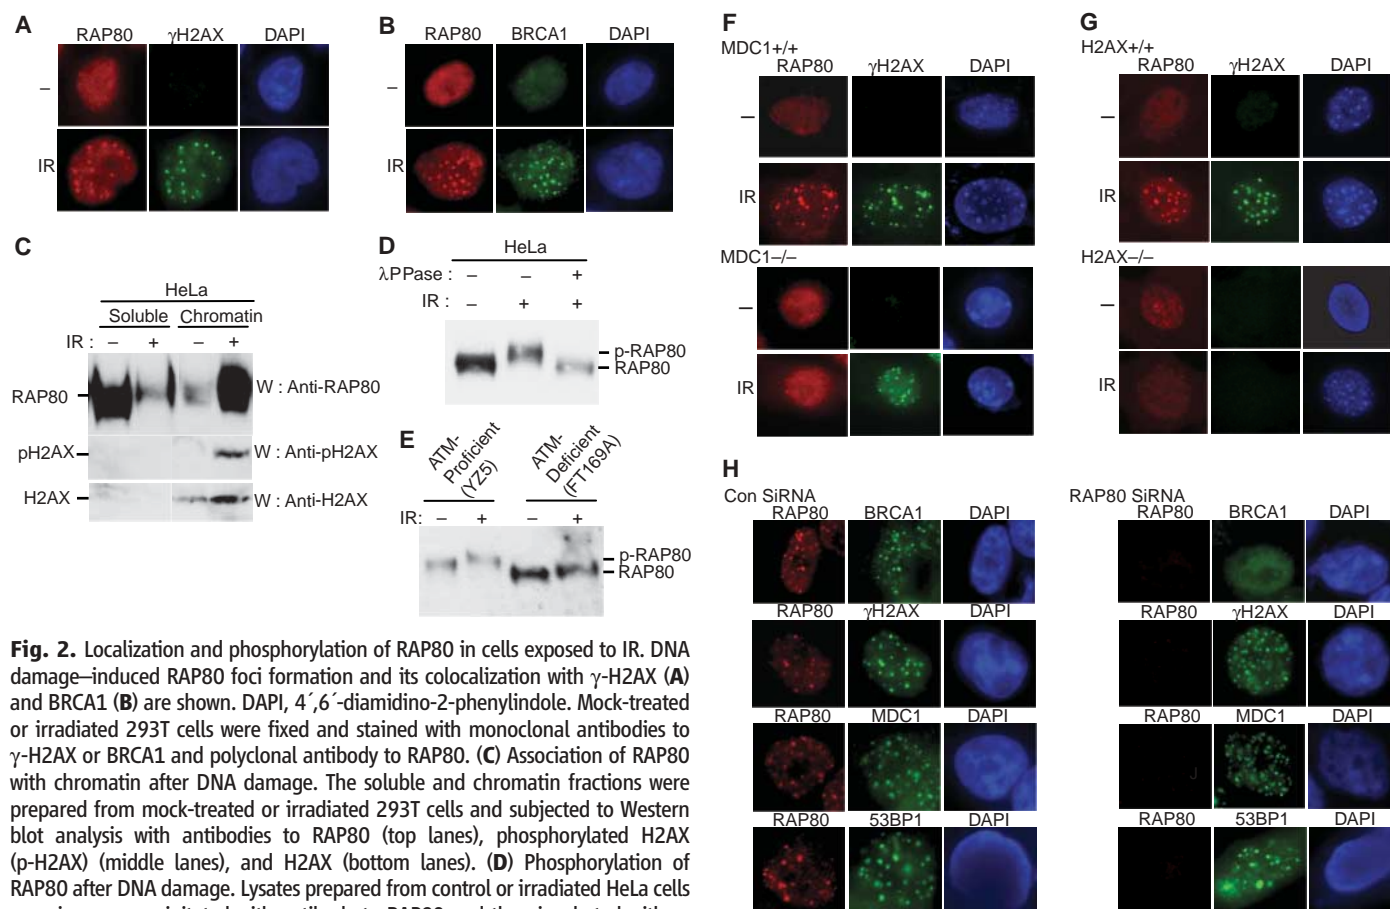 A
RAP80 γH2AX DAPI
–
IR
B
RAP80 BRCA1 DAPI
–
IR
C
HeLa
Soluble Chromatin
IR : – + – +
RAP80 W : Anti-RAP80
pH2AX W : Anti-pH2AX
H2AX W : Anti-H2AX
D
HeLa
λPPase : – – +
IR : – + +
p-RAP80
RAP80
E
ATM-Proficient (YZ5)
ATM-Deficient (FT169A)
IR: – + – +
p-RAP80
RAP80
F
MDC1+/+
RAP80 γH2AX DAPI
–
IR
MDC1–/–
–
IR
G
H2AX+/+
RAP80 γH2AX DAPI
–
IR
H2AX–/–
–
IR
H
Con SiRNA
RAP80 BRCA1 DAPI
RAP80 γH2AX DAPI
RAP80 MDC1 DAPI
RAP80 53BP1 DAPI
RAP80 SiRNA
RAP80 BRCA1 DAPI
RAP80 γH2AX DAPI
RAP80 MDC1 DAPI
RAP80 53BP1 DAPI
Fig. 2. Localization and phosphorylation of RAP80 in cells exposed to IR. DNA
damage–induced RAP80 foci formation and its colocalization with γ-H2AX (A)
and BRCA1 (B) are shown. DAPI, 4´,6´-diamidino-2-phenylindole. Mock-treated
or irradiated 293T cells were fixed and stained with monoclonal antibodies to
γ-H2AX or BRCA1 and polyclonal antibody to RAP80. (C) Association of RAP80
with chromatin after DNA damage. The soluble and chromatin fractions were
prepared from mock-treated or irradiated 293T cells and subjected to Western
blot analysis with antibodies to RAP80 (top lanes), phosphorylated H2AX
(p-H2AX) (middle lanes), and H2AX (bottom lanes). (D) Phosphorylation of
RAP80 after DNA damage. Lysates prepared from control or irradiated HeLa cells